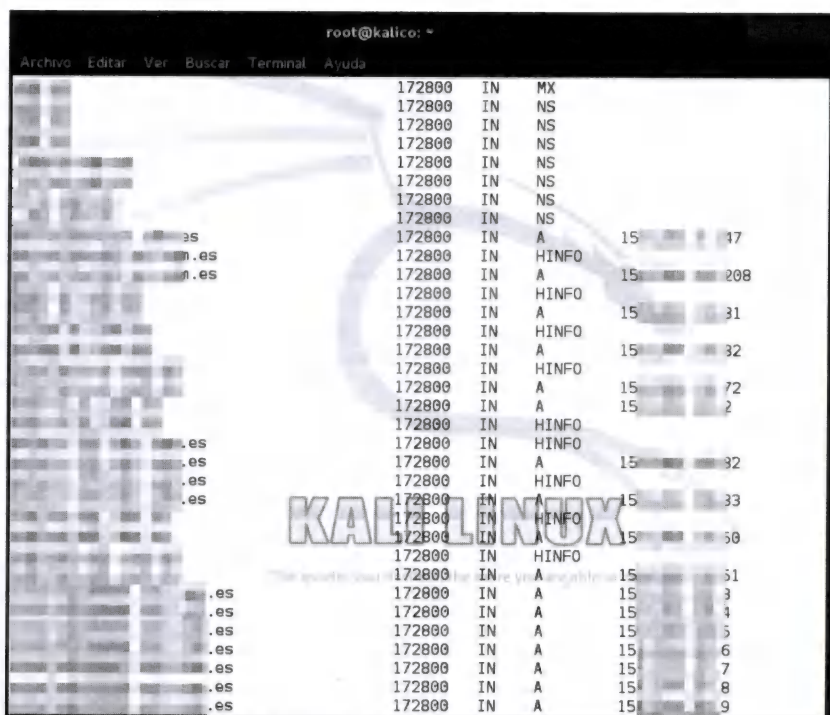 root@kalico: ~
Archivo Editar Ver Buscar Terminal Ayuda
172800 IN MX
172800 IN NS
172800 IN NS
172800 IN NS
172800 IN NS
172800 IN NS
172800 IN NS
172800 IN NS
es 172800 IN A 15 47
.es 172800 IN HINFO
.es 172800 IN A 15 208
172800 IN HINFO
172800 IN A 15 31
172800 IN HINFO
172800 IN A 15 32
172800 IN HINFO
172800 IN A 15 72
172800 IN A 15 2
172800 IN HINFO
.es 172800 IN HINFO
.es 172800 IN A 15 32
.es 172800 IN HINFO
.es 172800 IN A 15 33
172800 IN HINFO
KALI LINUX
172800 IN A 15 50
172800 IN HINFO
172800 IN A 15 51
.es 172800 IN A 15 3
.es 172800 IN A 15 4
.es 172800 IN A 15 5
.es 172800 IN A 15 6
.es 172800 IN A 15 7
.es 172800 IN A 15 8
.es 172800 IN A 15 9